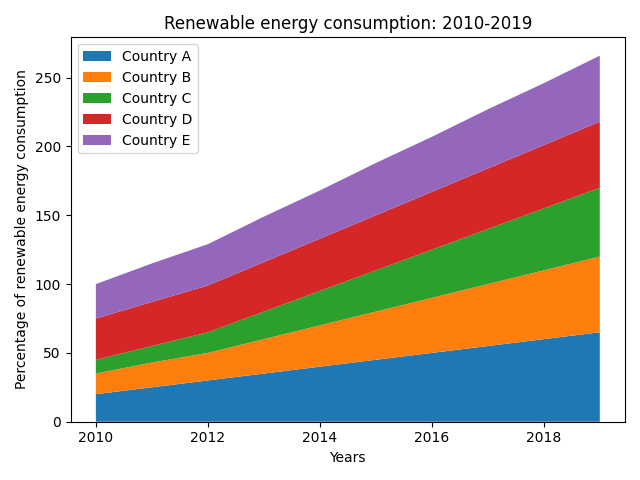 Renewable energy consumption: 2010-2019
Percentage of renewable energy consumption
250
200
150
100
50
0
Country A
Country B
Country C
Country D
Country E
2010 2012 2014 2016 2018
Years